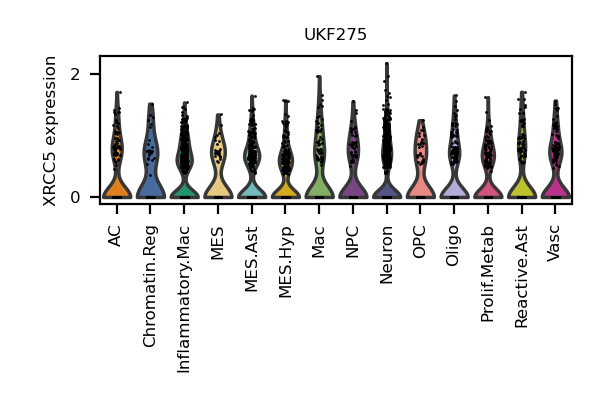 UKF275
XRCC5 expression
2
0
AC
Chromatin.Reg
Inflammatory.Mac
MES
MES.Ast
MES.Hyp
Mac
NPC
Neuron
OPC
Oligo
Prolif.Metab
Reactive.Ast
Vasc